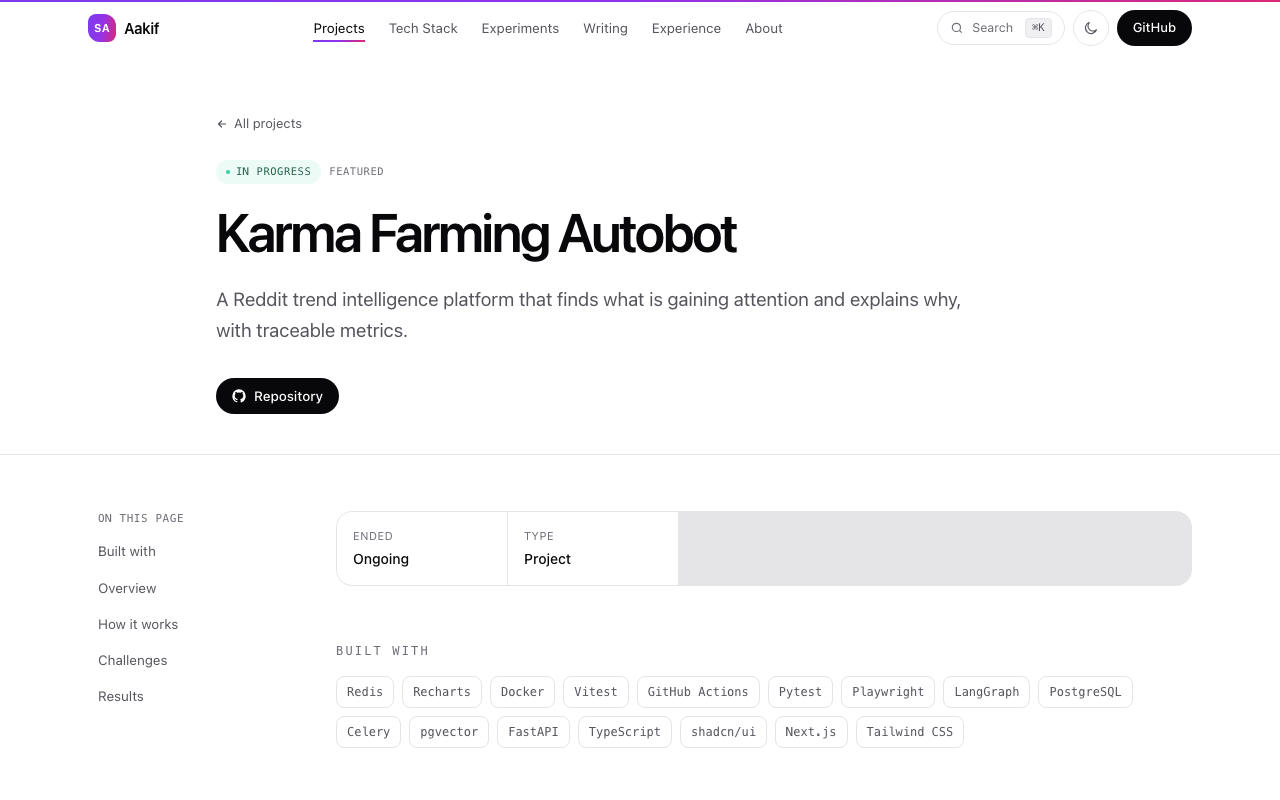 SA Aakif Projects Tech Stack Experiments Writing Experience About Search ⌘K GitHub
← All projects
IN PROGRESS FEATURED
Karma Farming Autobot
A Reddit trend intelligence platform that finds what is gaining attention and explains why,
with traceable metrics.
Repository
ON THIS PAGE
Built with
Overview
How it works
Challenges
Results
ENDED
Ongoing
TYPE
Project
BUILT WITH
Redis Recharts Docker Vitest GitHub Actions Pytest Playwright LangGraph PostgreSQL
Celery pgvector FastAPI TypeScript shadcn/ui Next.js Tailwind CSS